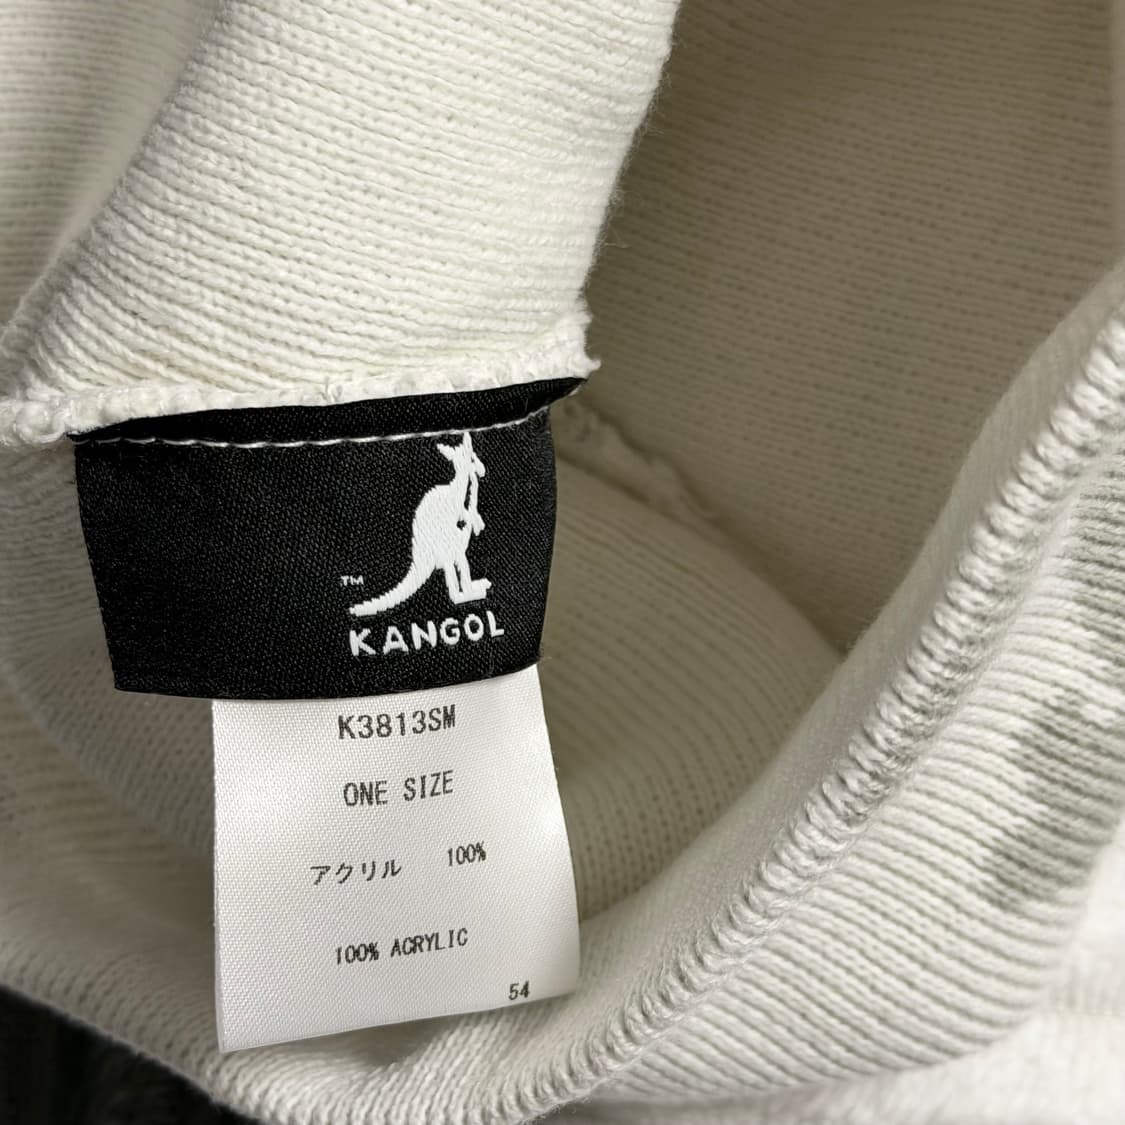 TM
KANGOL
K3813SM
ONE SIZE
アクリル 100%
100% ACRYLIC
54